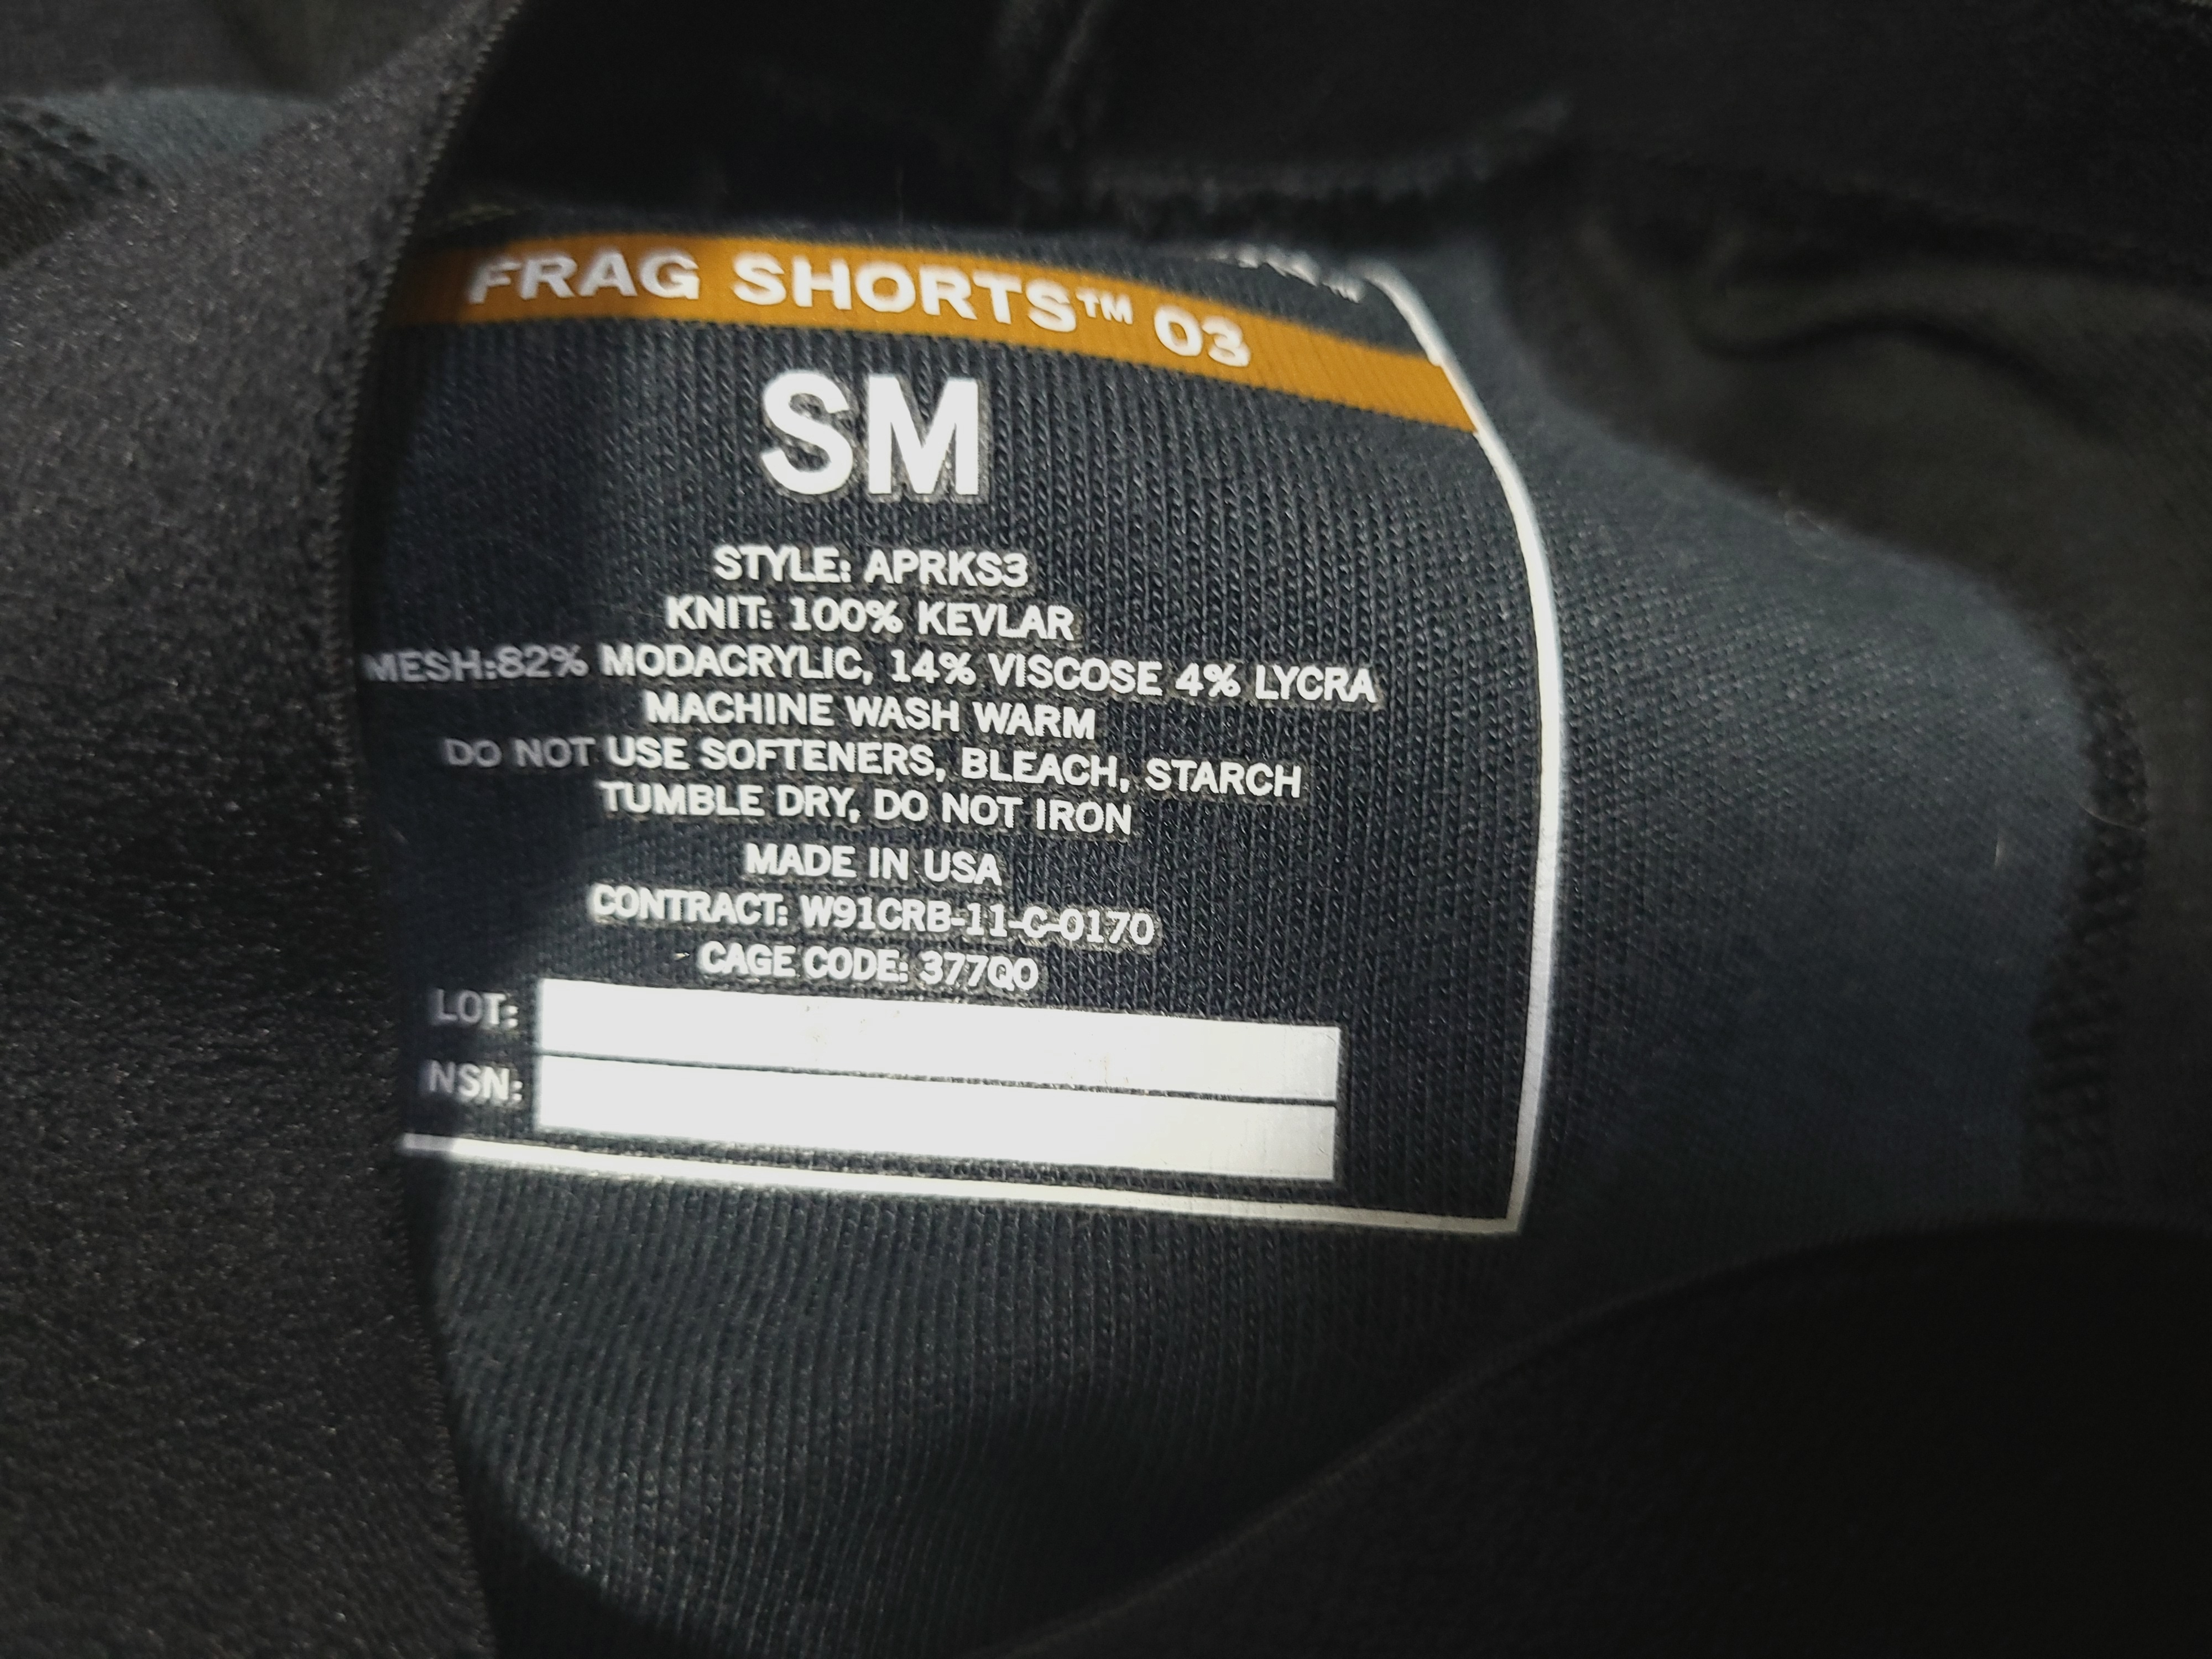 FRAG SHORTS™ 03
SM
STYLE: APRKS3
KNIT: 100% KEVLAR
MESH:82% MODACRYLIC, 14% VISCOSE 4% LYCRA
MACHINE WASH WARM
DO NOT USE SOFTENERS, BLEACH, STARCH
TUMBLE DRY, DO NOT IRON
MADE IN USA
CONTRACT: W91CRB-11-C-0170
CAGE CODE: 377Q0
LOT:
NSN: